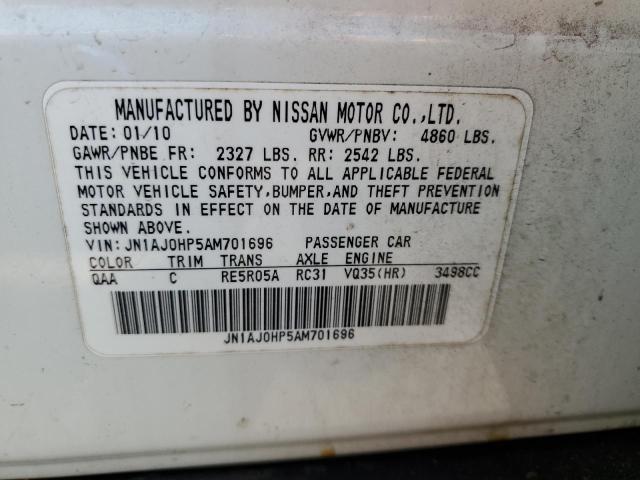 MANUFACTURED BY NISSAN MOTOR CO.,LTD.
DATE: 01/10 GVWR/PNBV: 4860 LBS.
GAWR/PNBE FR: 2327 LBS. RR: 2542 LBS.
THIS VEHICLE CONFORMS TO ALL APPLICABLE FEDERAL
MOTOR VEHICLE SAFETY,BUMPER,AND THEFT PREVENTION
STANDARDS IN EFFECT ON THE DATE OF MANUFACTURE
SHOWN ABOVE.
VIN: JN1AJ0HP5AM701696 PASSENGER CAR
COLOR TRIM TRANS AXLE ENGINE
QAA C RE5R05A RC31 VQ35(HR) 3498CC
JN1AJ0HP5AM701696